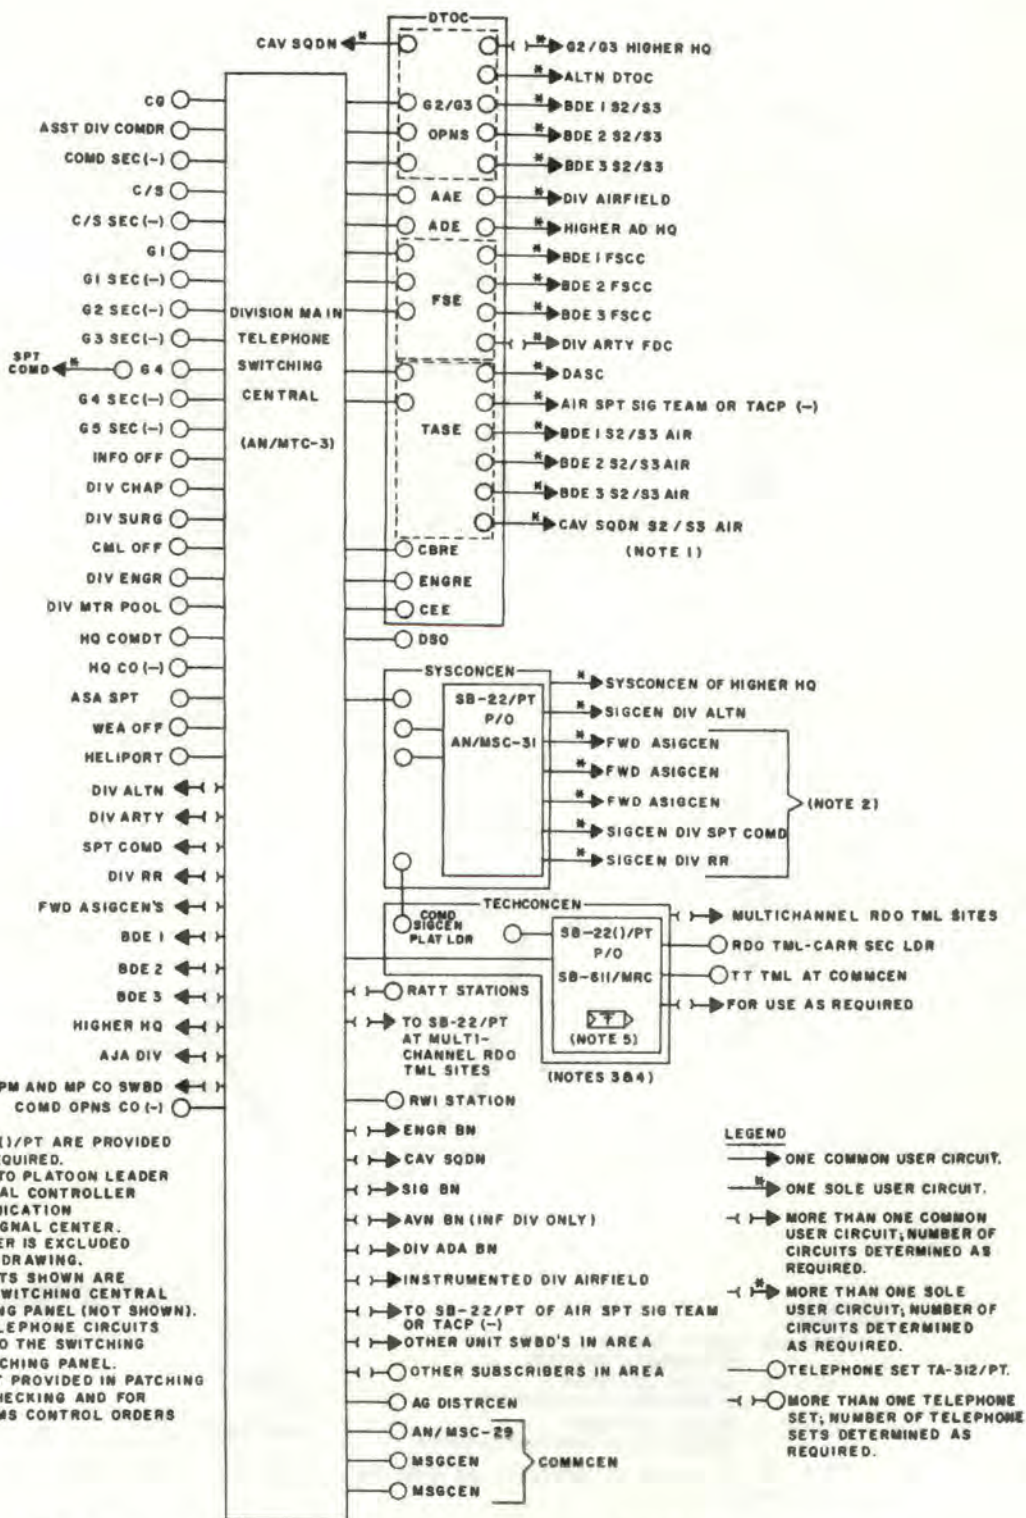 DTOC
CAV SQDN *
* G2/G3 HIGHER HQ
* ALTN DTOC
G2/G3
* BDE 1 S2/S3
OPNS
* BDE 2 S2/S3
* BDE 3 S2/S3
AAE
* DIV AIRFIELD
ADE
* HIGHER AD HQ
* BDE 1 FSCC
FSE
* BDE 2 FSCC
* BDE 3 FSCC
* DIV ARTY FDC
* DASC
* AIR SPT SIG TEAM OR TACP (-)
TASE
* BDE 1 S2/S3 AIR
* BDE 2 S2/S3 AIR
* BDE 3 S2/S3 AIR
* CAV SQDN S2/S3 AIR
(NOTE 1)
CBRE
ENGRE
CEE
DSO
CG
ASST DIV COMDR
COMD SEC(-)
C/S
C/S SEC(-)
G1
G1 SEC(-)
G2 SEC(-)
G3 SEC(-)
SPT
COMD * G4
G4 SEC(-)
G5 SEC(-)
INFO OFF
DIV CHAP
DIV SURG
CML OFF
DIV ENGR
DIV MTR POOL
HQ COMDT
HQ CO (-)
ASA SPT
WEA OFF
HELIPORT
DIV ALTN
DIV ARTY
SPT COMD
DIV RR
FWD ASIGCEN'S
BDE 1
BDE 2
BDE 3
HIGHER HQ
AJA DIV
PM AND MP CO SWBD
COMD OPNS CO (-)
DIVISION MAIN
TELEPHONE
SWITCHING
CENTRAL
(AN/MTC-3)
SYSCONCEN
SB-22/PT
P/O
AN/MSC-31
* SYSCONCEN OF HIGHER HQ
* SIGCEN DIV ALTN
* FWD ASIGCEN
* FWD ASIGCEN
* FWD ASIGCEN
* SIGCEN DIV SPT COMD
* SIGCEN DIV RR
(NOTE 2)
COMD
SIGCEN
PLAT LDR
TECHCONCEN
SB-22()/PT
P/O
SB-611/MRC
(NOTE 5)
MULTICHANNEL RDO TML SITES
RDO TML-CARR SEC LDR
TT TML AT COMMCEN
FOR USE AS REQUIRED
(NOTES 3&4)
RATT STATIONS
TO SB-22/PT
AT MULTI-
CHANNEL RDO
TML SITES
RWI STATION
ENGR BN
CAV SQDN
SIG BN
AVN BN (INF DIV ONLY)
DIV ADA BN
INSTRUMENTED DIV AIRFIELD
TO SB-22/PT OF AIR SPT SIG TEAM
OR TACP (-)
OTHER UNIT SWBD'S IN AREA
OTHER SUBSCRIBERS IN AREA
AG DISTRCEN
AN/MSC-29
MSGCEN
MSGCEN
COMMCEN
()/PT ARE PROVIDED
QUIRED.
TO PLATOON LEADER
AL CONTROLLER
NICATION
GNAL CENTER.
ER IS EXCLUDED
DRAWING.
TS SHOWN ARE
WITCHING CENTRAL
NG PANEL (NOT SHOWN).
LEPHONE CIRCUITS
O THE SWITCHING
CHING PANEL.
T PROVIDED IN PATCHING
HECKING AND FOR
MS CONTROL ORDERS
LEGEND
ONE COMMON USER CIRCUIT.
* ONE SOLE USER CIRCUIT.
MORE THAN ONE COMMON
USER CIRCUIT; NUMBER OF
CIRCUITS DETERMINED AS
REQUIRED.
* MORE THAN ONE SOLE
USER CIRCUIT; NUMBER OF
CIRCUITS DETERMINED
AS REQUIRED.
TELEPHONE SET TA-312/PT.
MORE THAN ONE TELEPHONE
SET; NUMBER OF TELEPHONE
SETS DETERMINED AS
REQUIRED.